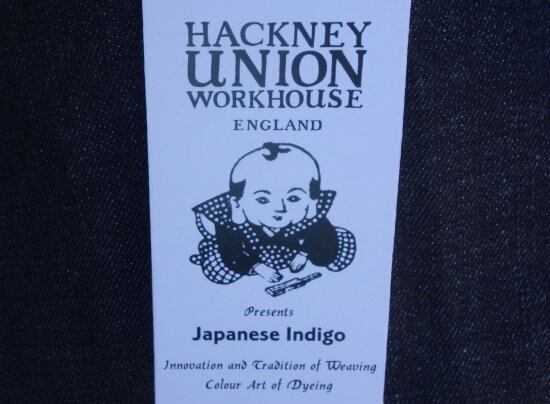 HACKNEY
UNION
WORKHOUSE
ENGLAND
Presents
Japanese Indigo
Innovation and Tradition of Weaving
Colour Art of Dyeing